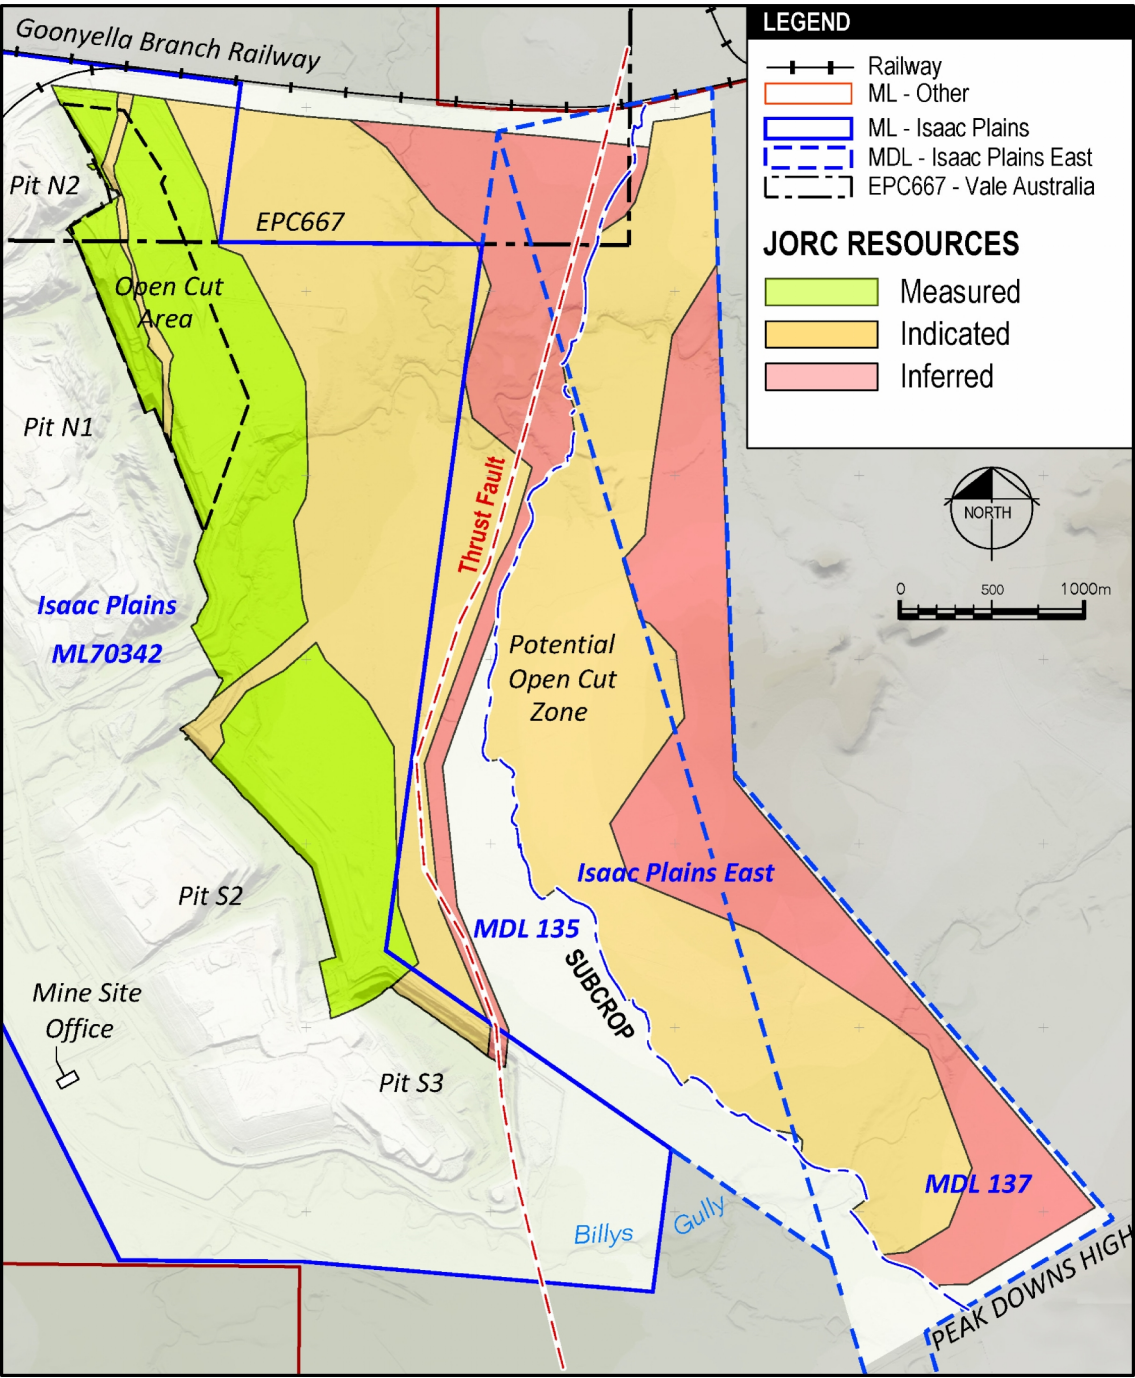 Goonyella Branch Railway
LEGEND
Railway
ML - Other
ML - Isaac Plains
MDL - Isaac Plains East
EPC667 - Vale Australia
JORC RESOURCES
Measured
Indicated
Inferred
Pit N2
EPC667
Open Cut
Area
Pit N1
Thrust Fault
NORTH
0 500 1000m
Isaac Plains
ML70342
Potential
Open Cut
Zone
Pit S2
Isaac Plains East
MDL 135
SUBCROP
Mine Site
Office
Pit S3
MDL 137
Billys Gully
PEAK DOWNS HIGH